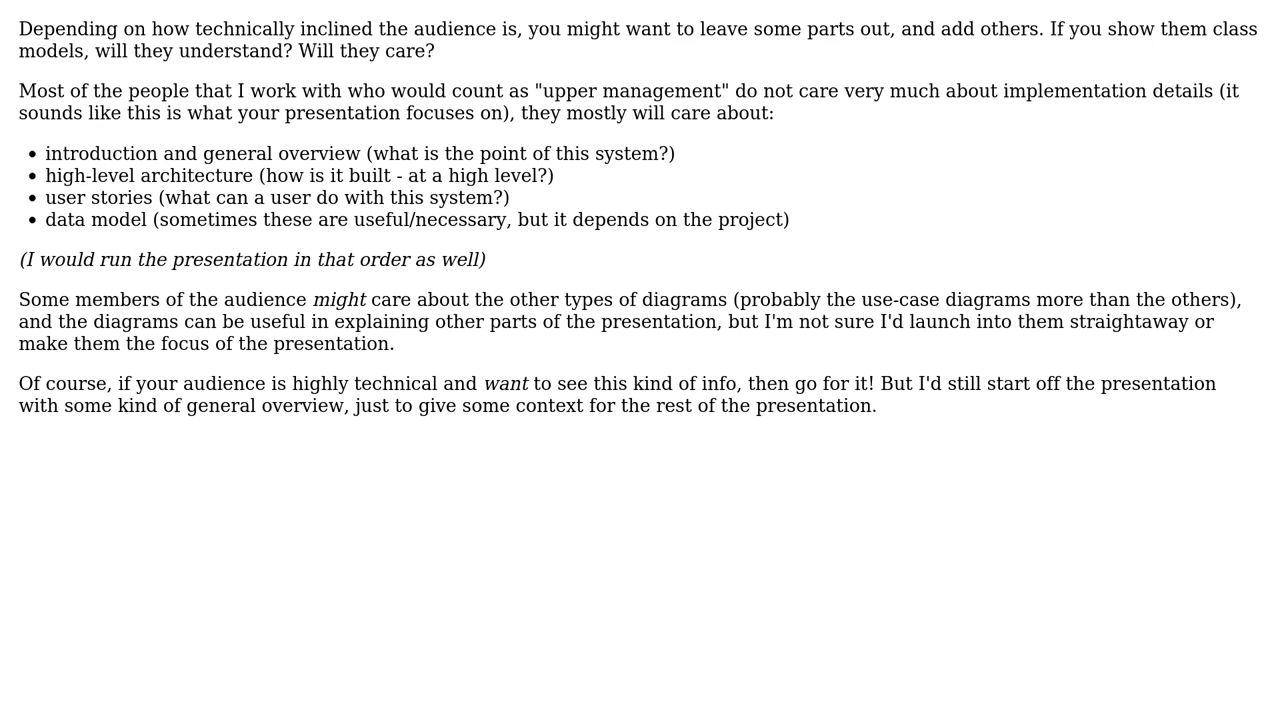 Depending on how technically inclined the audience is, you might want to leave some parts out, and add others. If you show them class
models, will they understand? Will they care?
Most of the people that I work with who would count as "upper management" do not care very much about implementation details (it
sounds like this is what your presentation focuses on), they mostly will care about:
• introduction and general overview (what is the point of this system?)
• high-level architecture (how is it built - at a high level?)
• user stories (what can a user do with this system?)
• data model (sometimes these are useful/necessary, but it depends on the project)
(I would run the presentation in that order as well)
Some members of the audience might care about the other types of diagrams (probably the use-case diagrams more than the others),
and the diagrams can be useful in explaining other parts of the presentation, but I'm not sure I'd launch into them straightaway or
make them the focus of the presentation.
Of course, if your audience is highly technical and want to see this kind of info, then go for it! But I'd still start off the presentation
with some kind of general overview, just to give some context for the rest of the presentation.